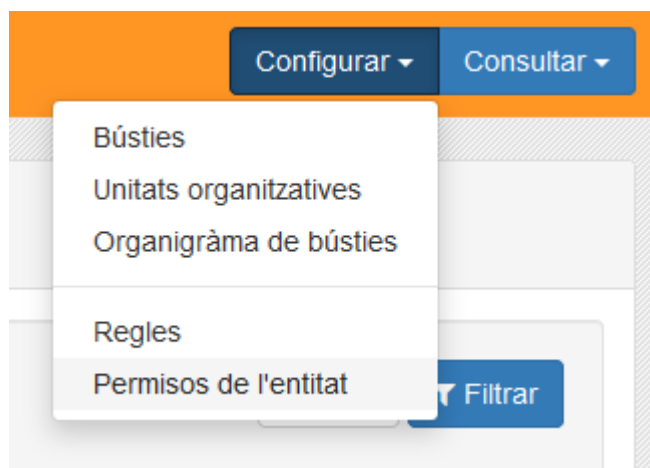 Configurar
Consultar
Bústies
Unitats organitzatives
Organigràma de bústies
Regles
Permisos de l'entitat
Filtrar